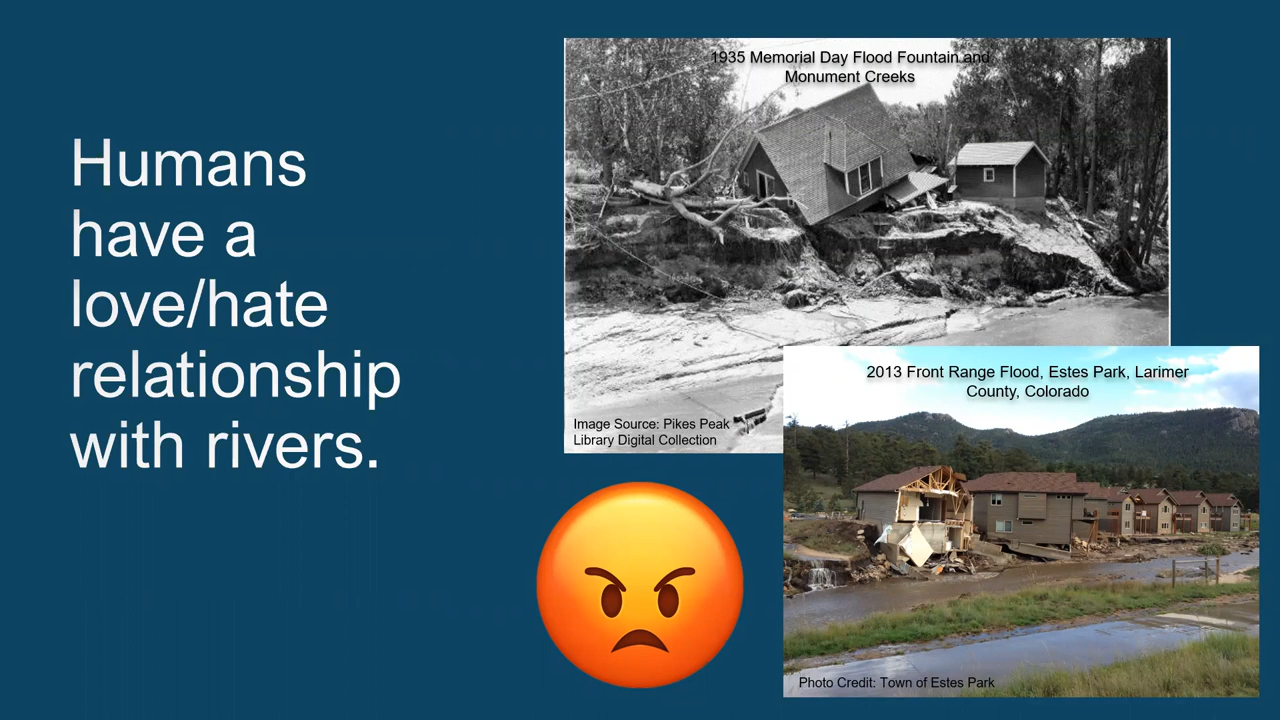 Humans
have a
love/hate
relationship
with rivers.
1935 Memorial Day Flood Fountain and
Monument Creeks
Image Source: Pikes Peak
Library Digital Collection
2013 Front Range Flood, Estes Park, Larimer
County, Colorado
Photo Credit: Town of Estes Park